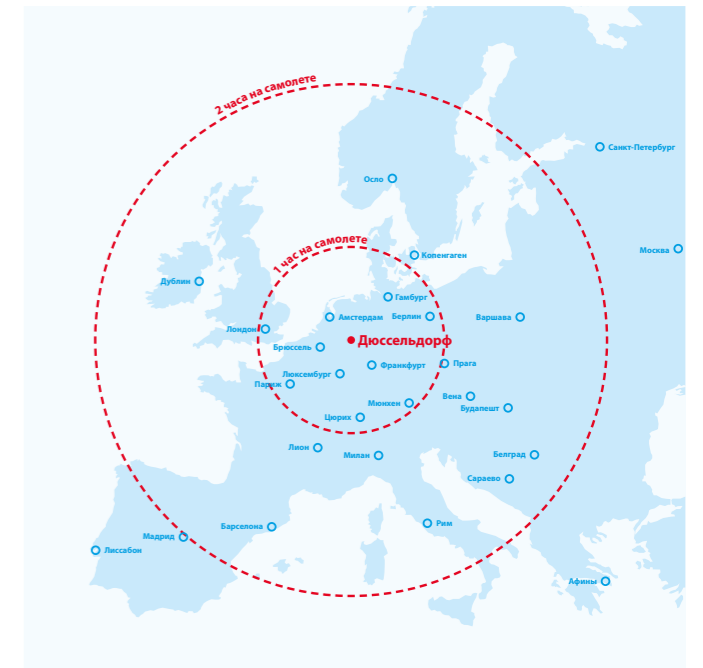 2 часа на самолете
Санкт-Петербург
Осло
1 час на самолете
Москва
Копенгаген
Дублин
Гамбург
Амстердам
Берлин
Варшава
Лондон
Дюссельдорф
Брюссель
Франкфурт
Прага
Люксембург
Париж
Вена
Мюнхен
Будапешт
Цюрих
Лион
Милан
Белград
Сараево
Барселона
Рим
Мадрид
Лиссабон
Афины